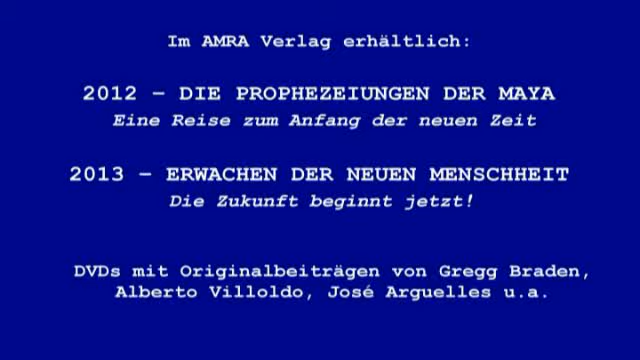 Im AMRA Verlag erhältlich:
2012 – DIE PROPHEZEIUNGEN DER MAYA
Eine Reise zum Anfang der neuen Zeit
2013 – ERWACHEN DER NEUEN MENSCHHEIT
Die Zukunft beginnt jetzt!
DVDs mit Originalbeiträgen von Gregg Braden,
Alberto Villoldo, José Arguelles u.a.